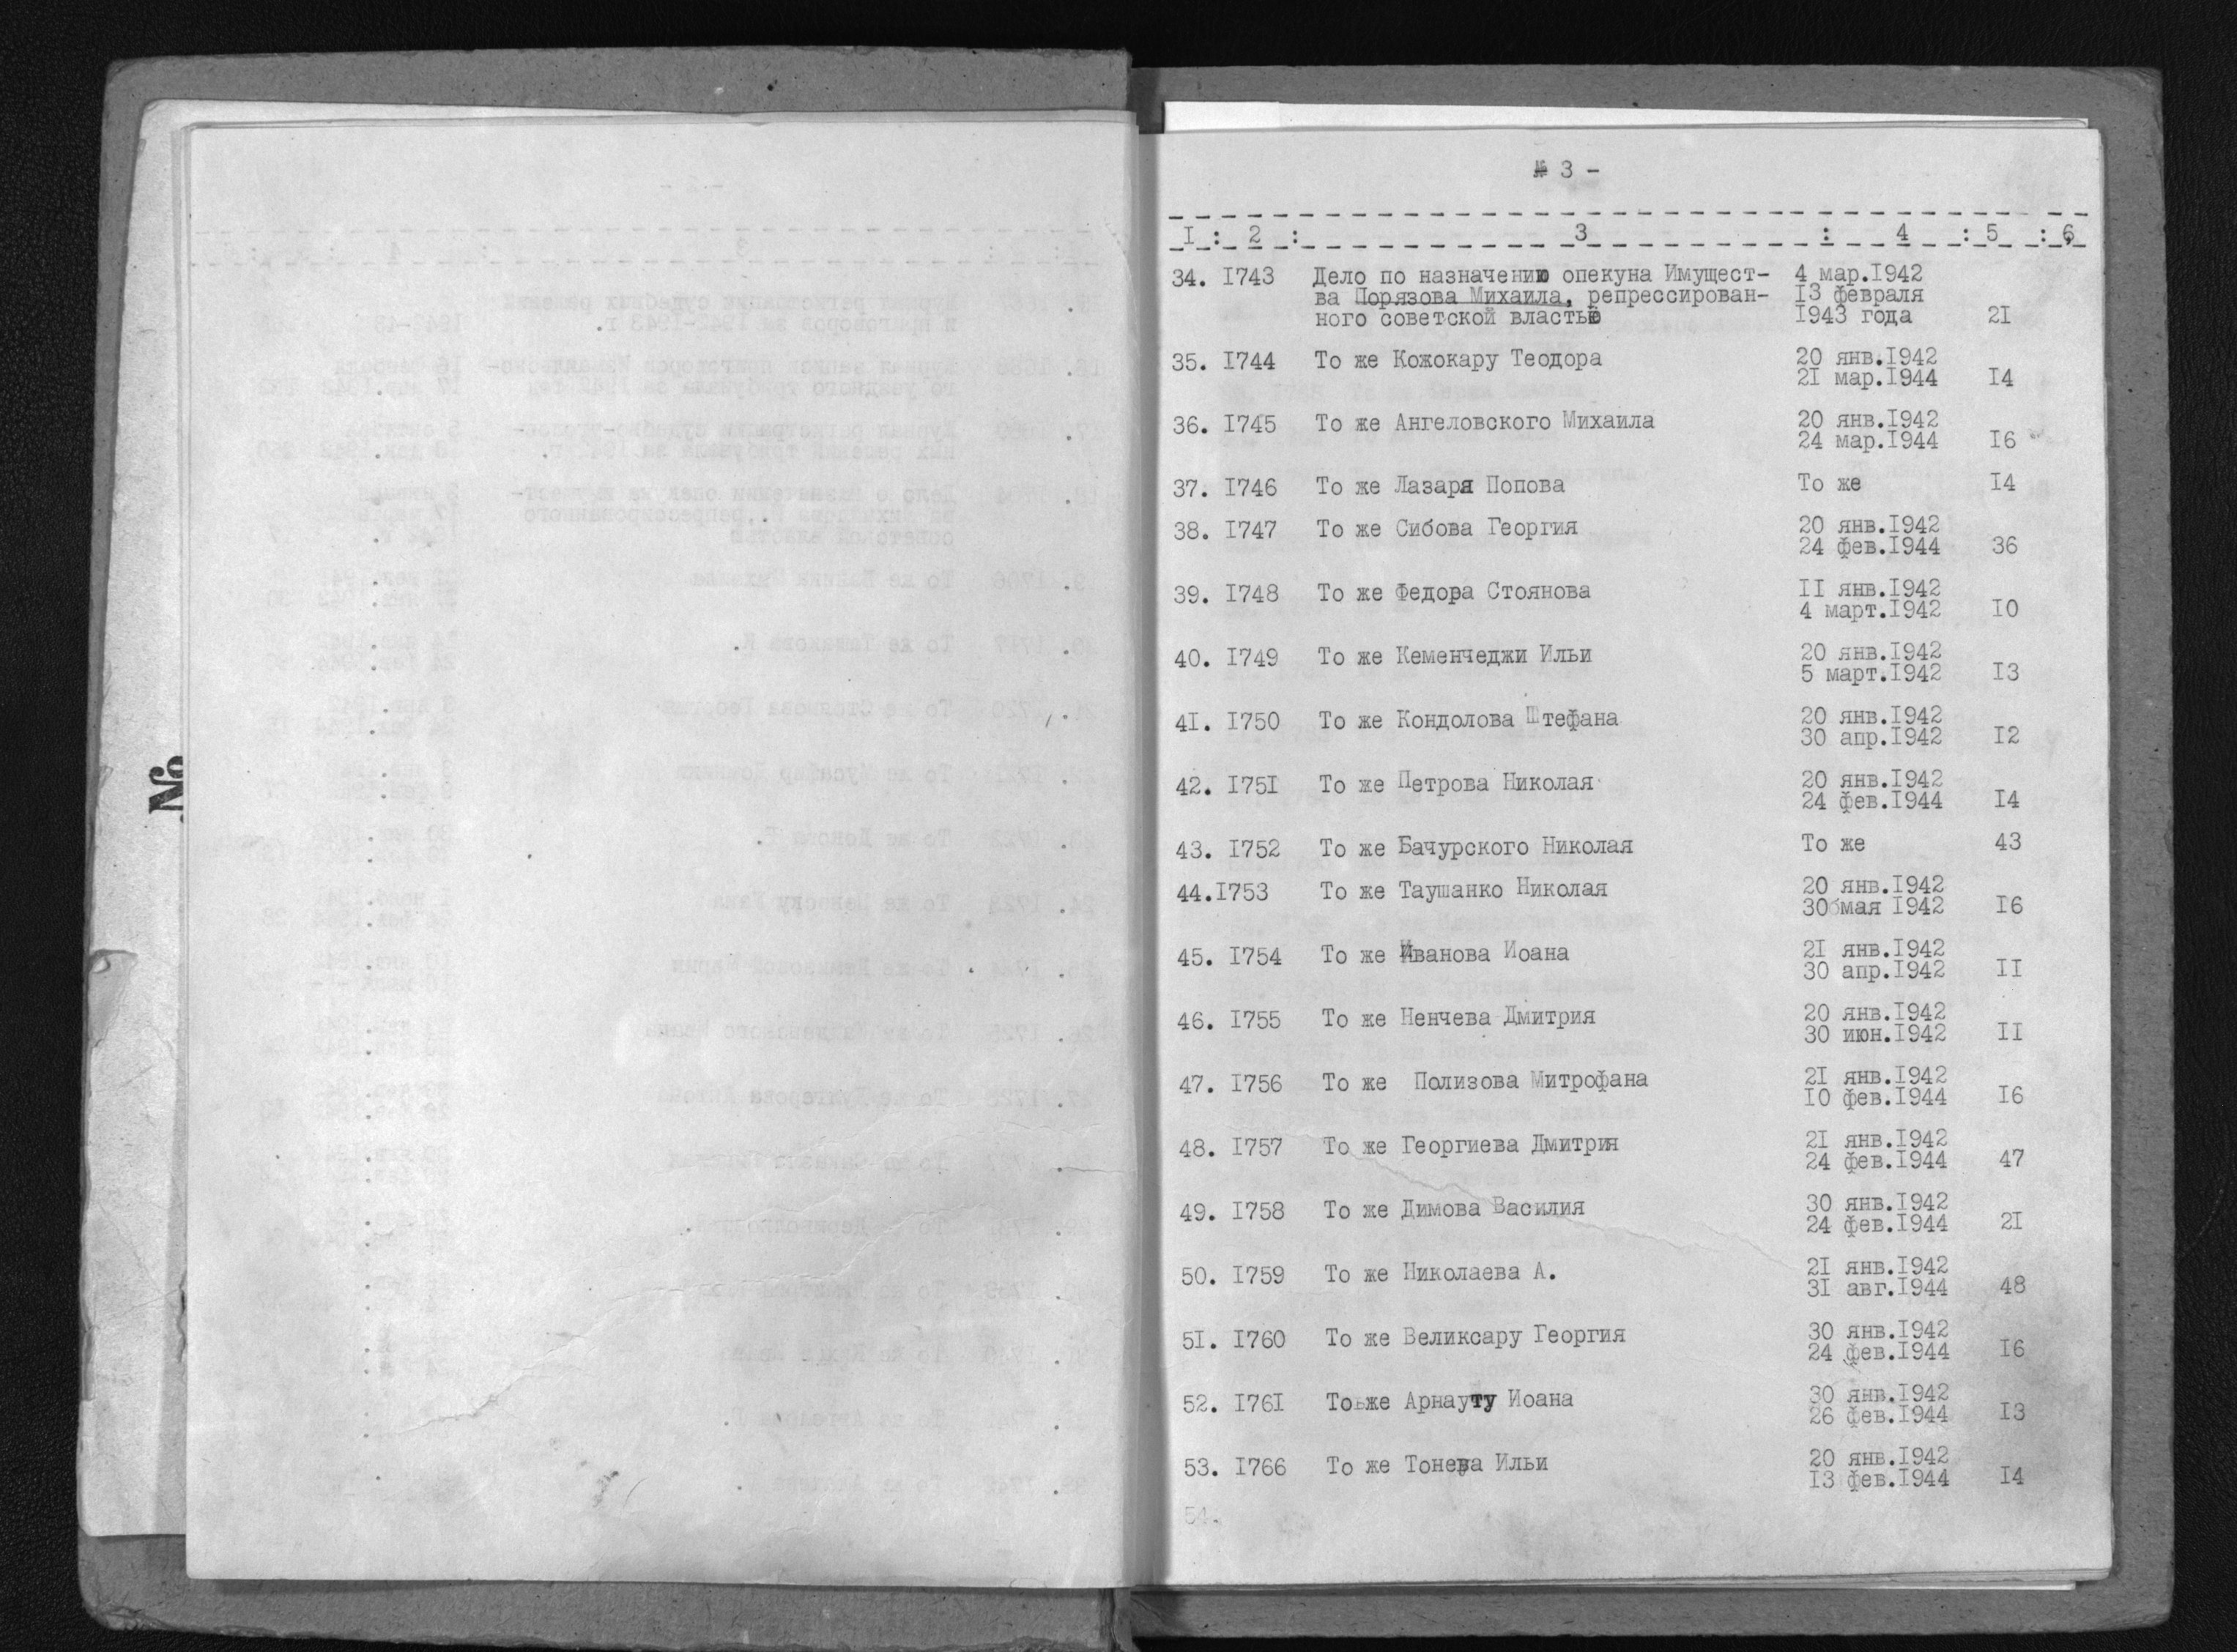 №
№ 3 -
I : 2 : 3 : 4 : 5 : 6
34. I743 Дело по назначению опекуна Имущест- 4 мар.I942
ва Порязова Михаила, репрессирован- I3 февраля
ного советской властью I943 года 2I
35. I744 То же Кожокару Теодора 20 янв.I942
2I мар.I944 I4
36. I745 То же Ангеловского Михаила 20 янв.I942
24 мар.I944 I6
37. I746 То же Лазаря Попова То же I4
38. I747 То же Сибова Георгия 20 янв.I942
24 фев.I944 36
39. I748 То же Федора Стоянова II янв.I942
4 март.I942 I0
40. I749 То же Кеменчеджи Ильи 20 янв.I942
5 март.I942 I3
4I. I750 То же Кондолова Штефана 20 янв.I942
30 апр.I942 I2
42. I75I То же Петрова Николая 20 янв.I942
24 фев.I944 I4
43. I752 То же Бачурского Николая То же 43
44.I753 То же Таушанко Николая 20 янв.I942
30 мая I942 I6
45. I754 То же Иванова Иоана 2I янв.I942
30 апр.I942 II
46. I755 То же Ненчева Дмитрия 20 янв.I942
30 июн.I942 II
47. I756 То же Полизова Митрофана 2I янв.I942
I0 фев.I944 I6
48. I757 То же Георгиева Дмитрия 2I янв.I942
24 фев.I944 47
49. I758 То же Димова Василия 30 янв.I942
24 фев.I944 2I
50. I759 То же Николаева А. 2I янв.I942
3I авг.I944 48
5I. I760 То же Великсару Георгия 30 янв.I942
24 фев.I944 I6
52. I76I То же Арнауту Иоана 30 янв.I942
26 фев.I944 I3
53. I766 То же Тонева Ильи 20 янв.I942
I3 фев.I944 I4
54.